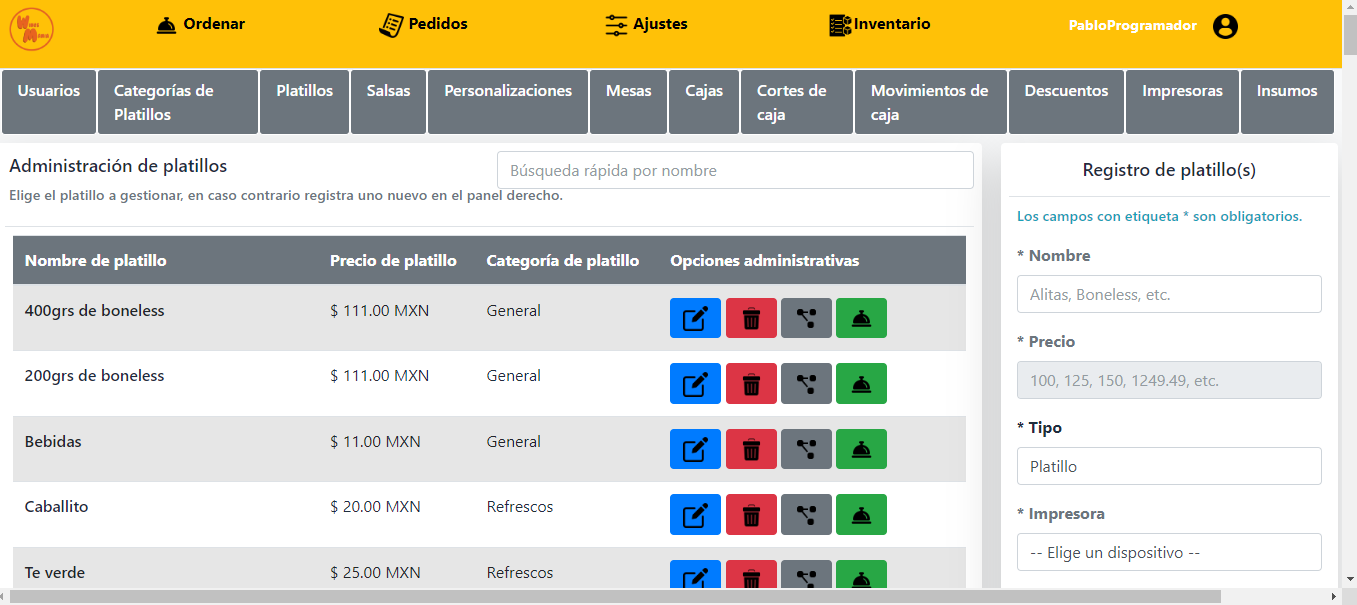 Wings Mania
Ordenar
Pedidos
Ajustes
Inventario
PabloProgramador
Usuarios
Categorías de
Platillos
Platillos
Salsas
Personalizaciones
Mesas
Cajas
Cortes de
caja
Movimientos de
caja
Descuentos
Impresoras
Insumos
Administración de platillos
Búsqueda rápida por nombre
Elige el platillo a gestionar, en caso contrario registra uno nuevo en el panel derecho.
Nombre de platillo Precio de platillo Categoría de platillo Opciones administrativas
400grs de boneless $ 111.00 MXN General
200grs de boneless $ 111.00 MXN General
Bebidas $ 11.00 MXN General
Caballito $ 20.00 MXN Refrescos
Te verde $ 25.00 MXN Refrescos
Registro de platillo(s)
Los campos con etiqueta * son obligatorios.
* Nombre
Alitas, Boneless, etc.
* Precio
100, 125, 150, 1249.49, etc.
* Tipo
Platillo
* Impresora
-- Elige un dispositivo --